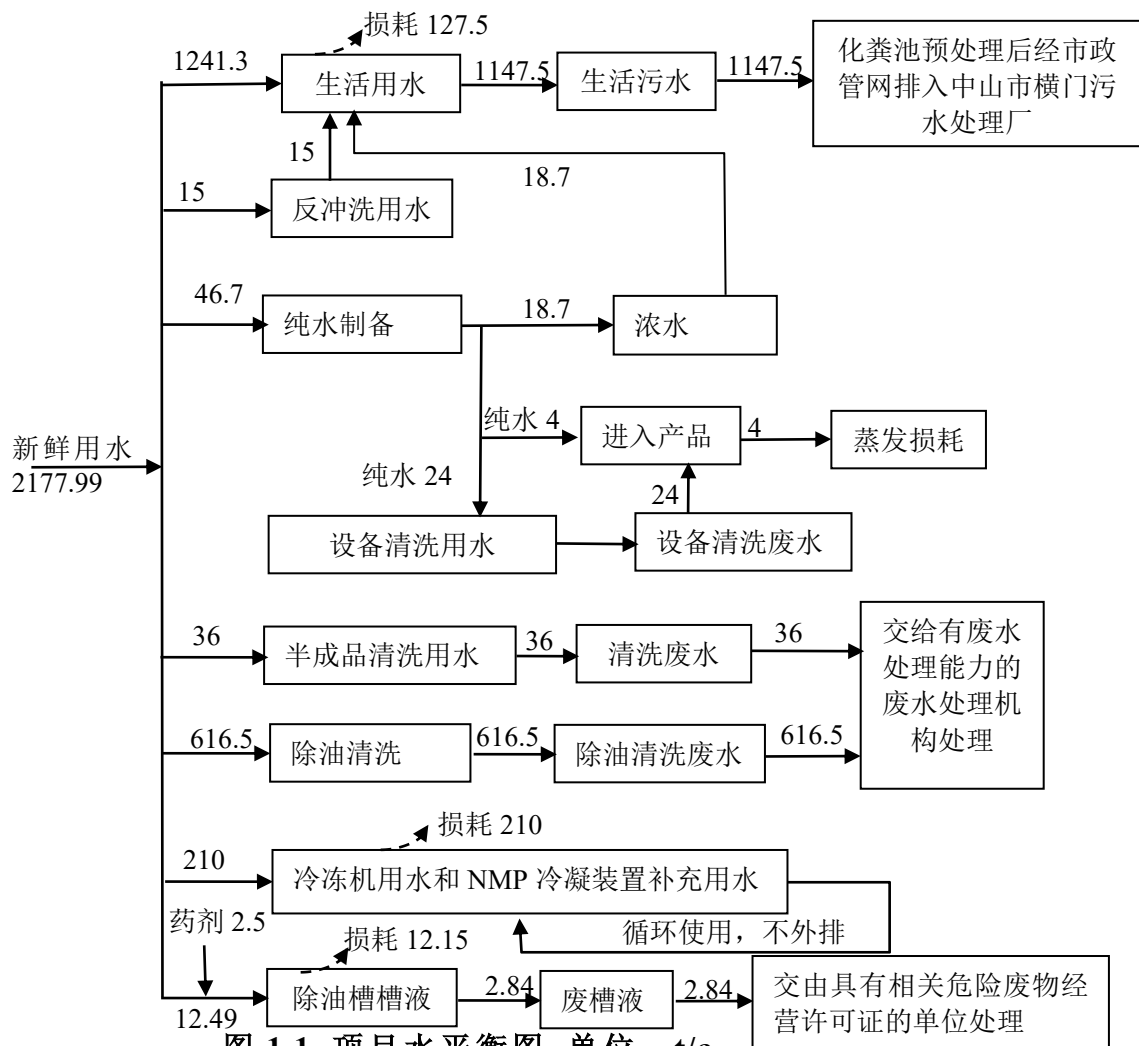 损耗 127.5
1241.3
生活用水
1147.5
生活污水
1147.5
化粪池预处理后经市政
管网排入中山市横门污
水处理厂
15
18.7
15
反冲洗用水
46.7
纯水制备
18.7
浓水
纯水 4
进入产品
4
蒸发损耗
新鲜用水
2177.99
纯水 24
24
设备清洗用水
设备清洗废水
36
半成品清洗用水
36
清洗废水
36
交给有废水
处理能力的
废水处理机
构处理
616.5
除油清洗
616.5
除油清洗废水
616.5
损耗 210
210
冷冻机用水和 NMP 冷凝装置补充用水
循环使用，不外排
药剂 2.5
损耗 12.15
12.49
除油槽槽液
2.84
废槽液
2.84
交由具有相关危险废物经
营许可证的单位处理
图 1-1 项目水平衡图 单位